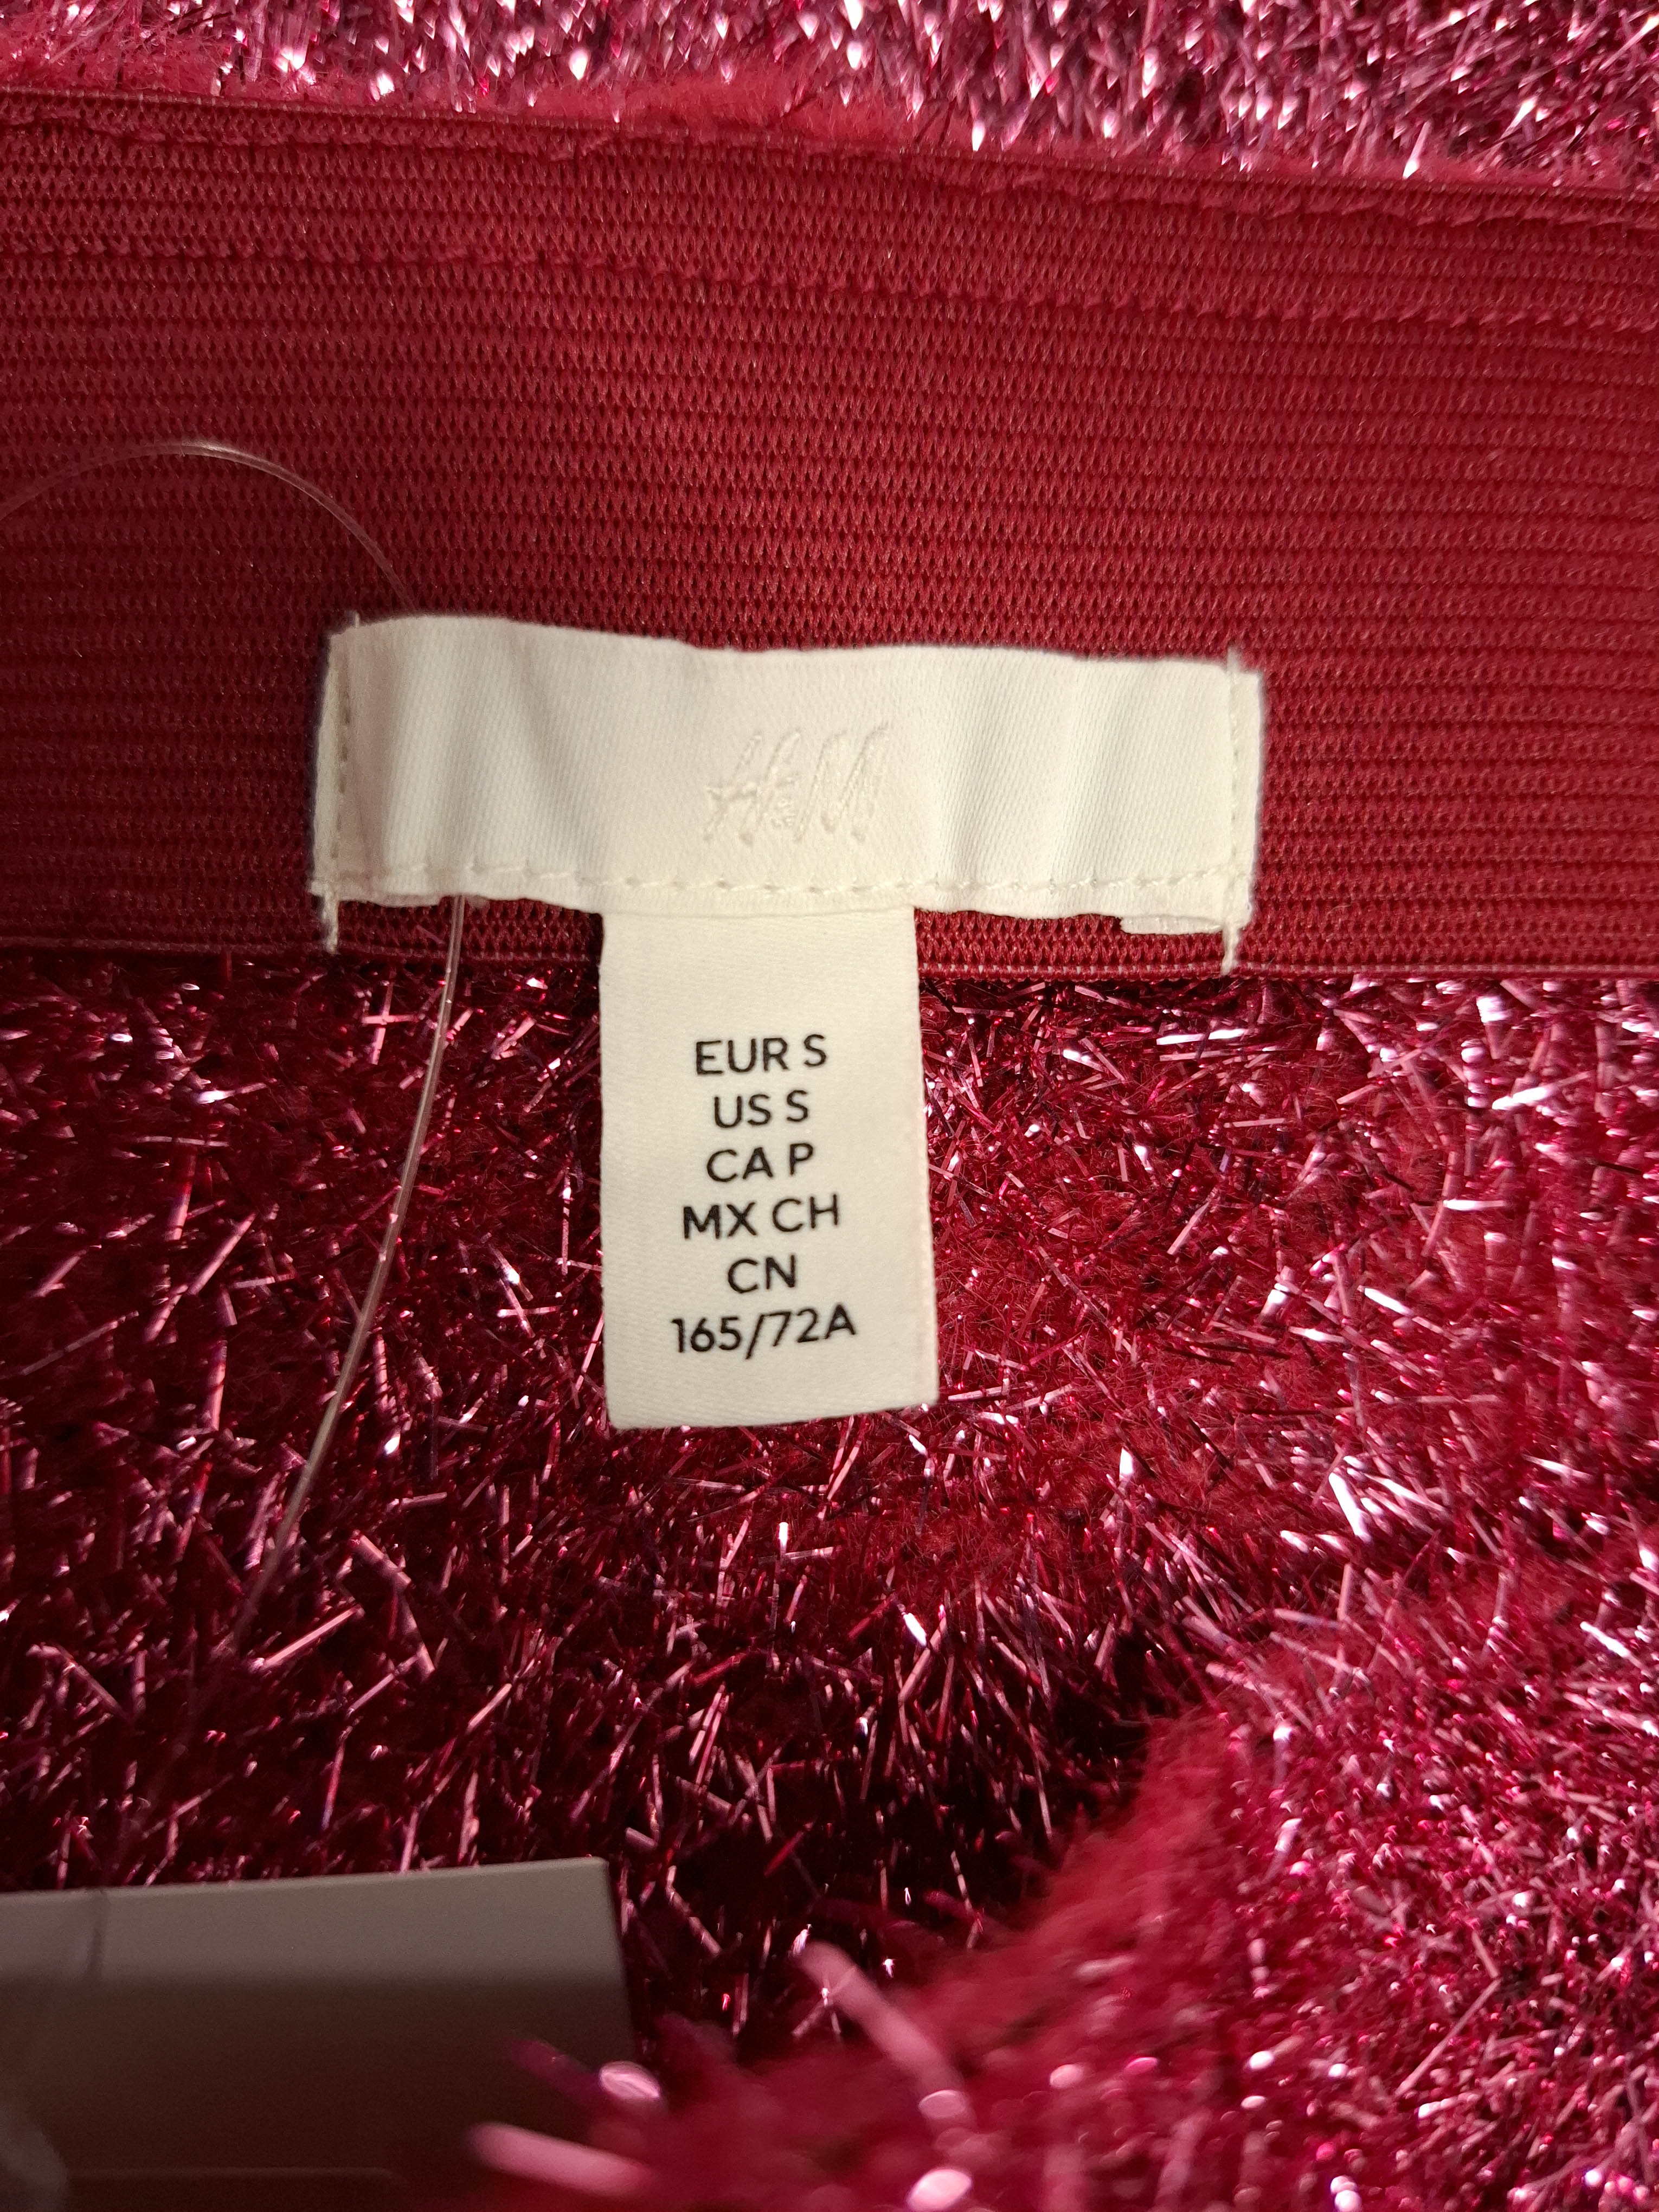 H&M
EUR S
US S
CA P
MX CH
CN
165/72A